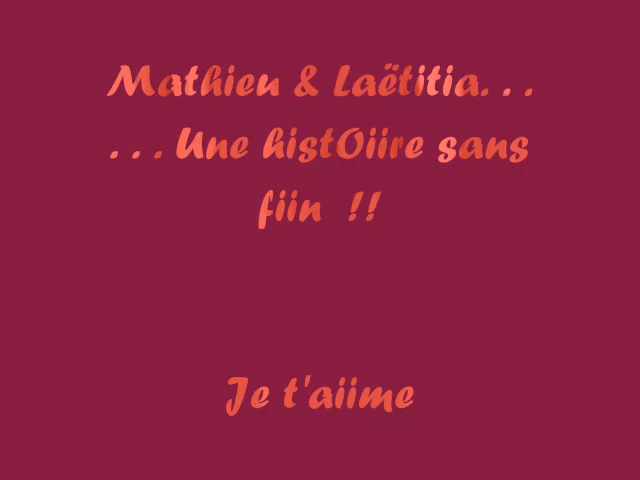 Mathieu & Laëtitia. . .
. . . Une histOiire sans
fiin !!
Je t'aiime